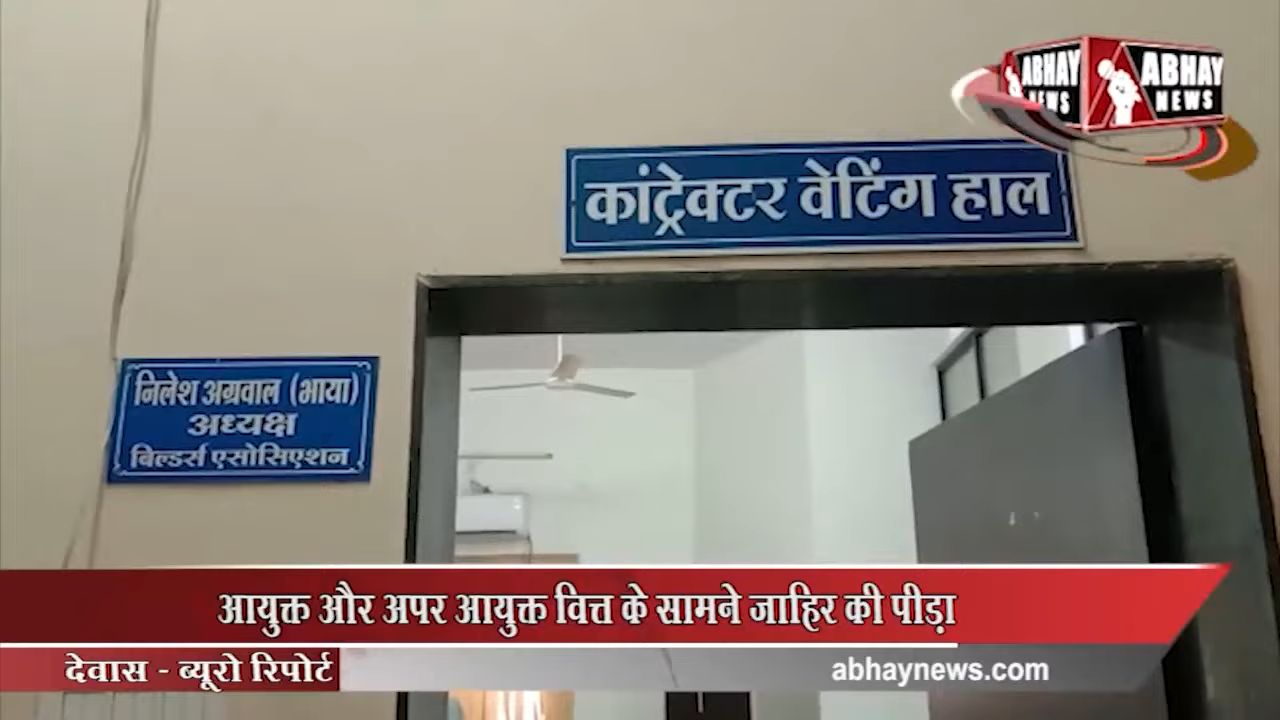 ABHAY NEWS
ABHAY NEWS
कांट्रेक्टर वेटिंग हाल
निलेश अग्रवाल (भाया)
अध्यक्ष
बिल्डर्स एसोसिएशन
आयुक्त और अपर आयुक्त वित्त के सामने जाहिर की पीड़ा
देवास - ब्यूरो रिपोर्ट
abhaynews.com